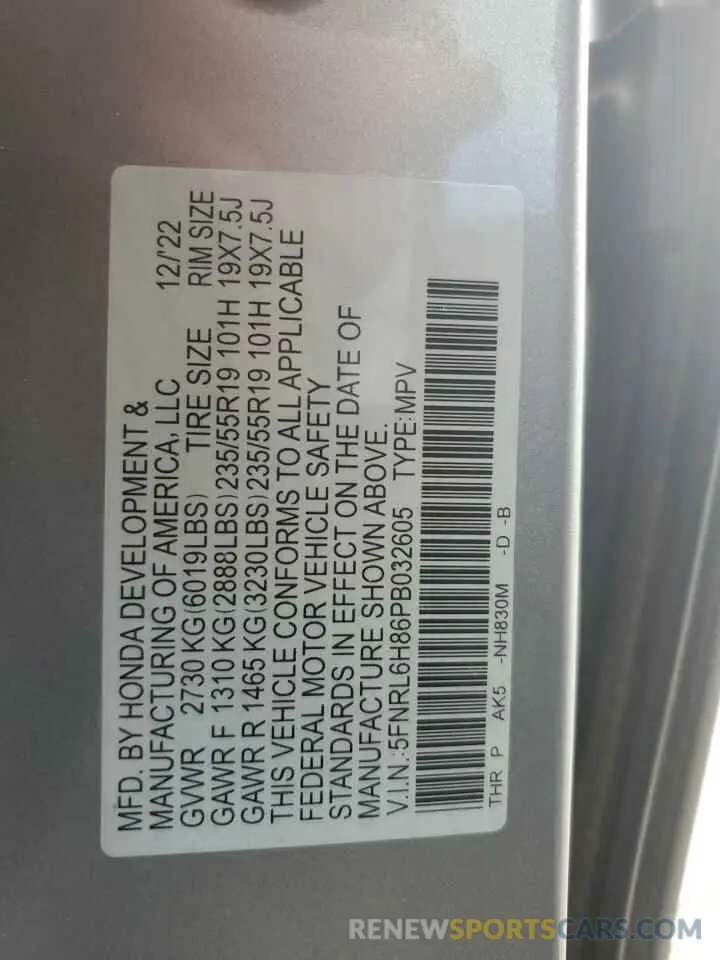 MFD. BY HONDA DEVELOPMENT &
MANUFACTURING OF AMERICA, LLC 12/'22
GVWR 2730 KG(6019LBS) TIRE SIZE RIM SIZE
GAWR F 1310 KG(2888LBS)235/55R19 101H 19X7.5J
GAWR R 1465 KG(3230LBS)235/55R19 101H 19X7.5J
THIS VEHICLE CONFORMS TO ALL APPLICABLE
FEDERAL MOTOR VEHICLE SAFETY
STANDARDS IN EFFECT ON THE DATE OF
MANUFACTURE SHOWN ABOVE.
V.I.N.:5FNRL6H86PB032605 TYPE:MPV
THR P AK5 -NH830M -D -B
RENEWSPORTSCARS.COM